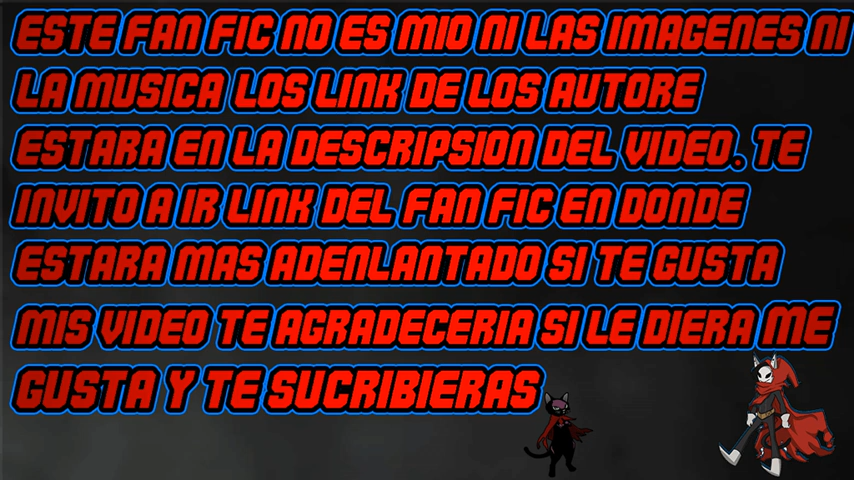 ESTE FAN FIC NO ES MIO NI LAS IMAGENES NI
LA MUSICA LOS LINK DE LOS AUTORE
ESTARA EN LA DESCRIPSION DEL VIDEO. TE
INVITO A IR LINK DEL FAN FIC EN DONDE
ESTARA MAS ADENLANTADO SI TE GUSTA
MIS VIDEO TE AGRADECERIA SI LE DIERA ME
GUSTA Y TE SUCRIBIERAS